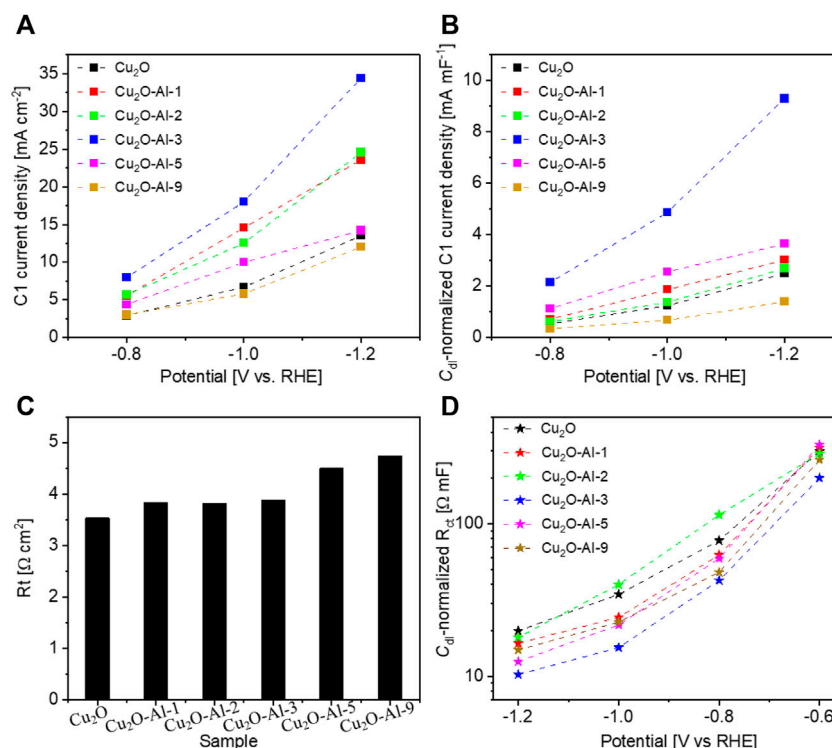 A
C1 current density [mA cm⁻²]
35
30
25
20
15
10
5
0
Cu₂O
Cu₂O-Al-1
Cu₂O-Al-2
Cu₂O-Al-3
Cu₂O-Al-5
Cu₂O-Al-9
-0.8
-1.0
-1.2
Potential [V vs. RHE]
B
C_dl-normalized C1 current density [mA mF⁻¹]
10
8
6
4
2
0
Cu₂O
Cu₂O-Al-1
Cu₂O-Al-2
Cu₂O-Al-3
Cu₂O-Al-5
Cu₂O-Al-9
-0.8
-1.0
-1.2
Potential [V vs. RHE]
C
Rt [Ω cm²]
5
4
3
2
1
0
Cu₂O
Cu₂O-Al-1
Cu₂O-Al-2
Cu₂O-Al-3
Cu₂O-Al-5
Cu₂O-Al-9
Sample
D
C_dl-normalized R_ct [Ω mF]
100
10
Cu₂O
Cu₂O-Al-1
Cu₂O-Al-2
Cu₂O-Al-3
Cu₂O-Al-5
Cu₂O-Al-9
-1.2
-1.0
-0.8
-0.6
Potential [V vs. RHE]